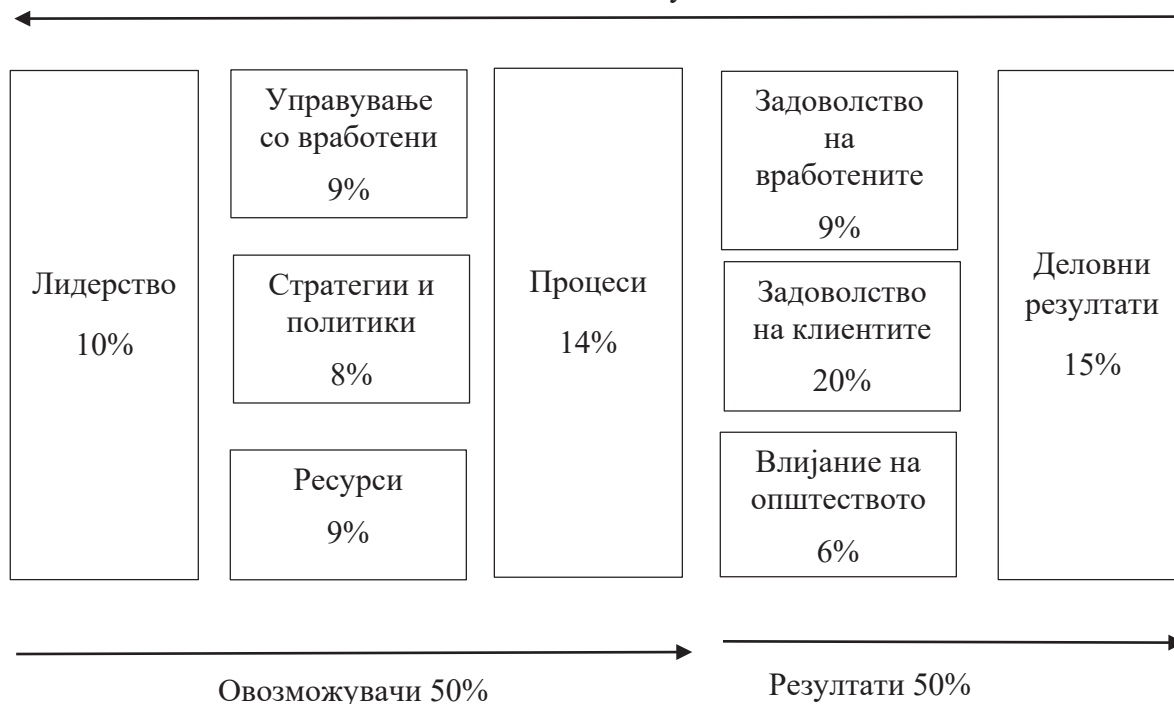 Лидерство
10%
Управување
со вработени
9%
Стратегии и
политики
8%
Ресурси
9%
Процеси
14%
Задоволство
на
вработените
9%
Задоволство
на клиентите
20%
Влијание на
општеството
6%
Деловни
резултати
15%
Овозможувачи 50%
Резултати 50%